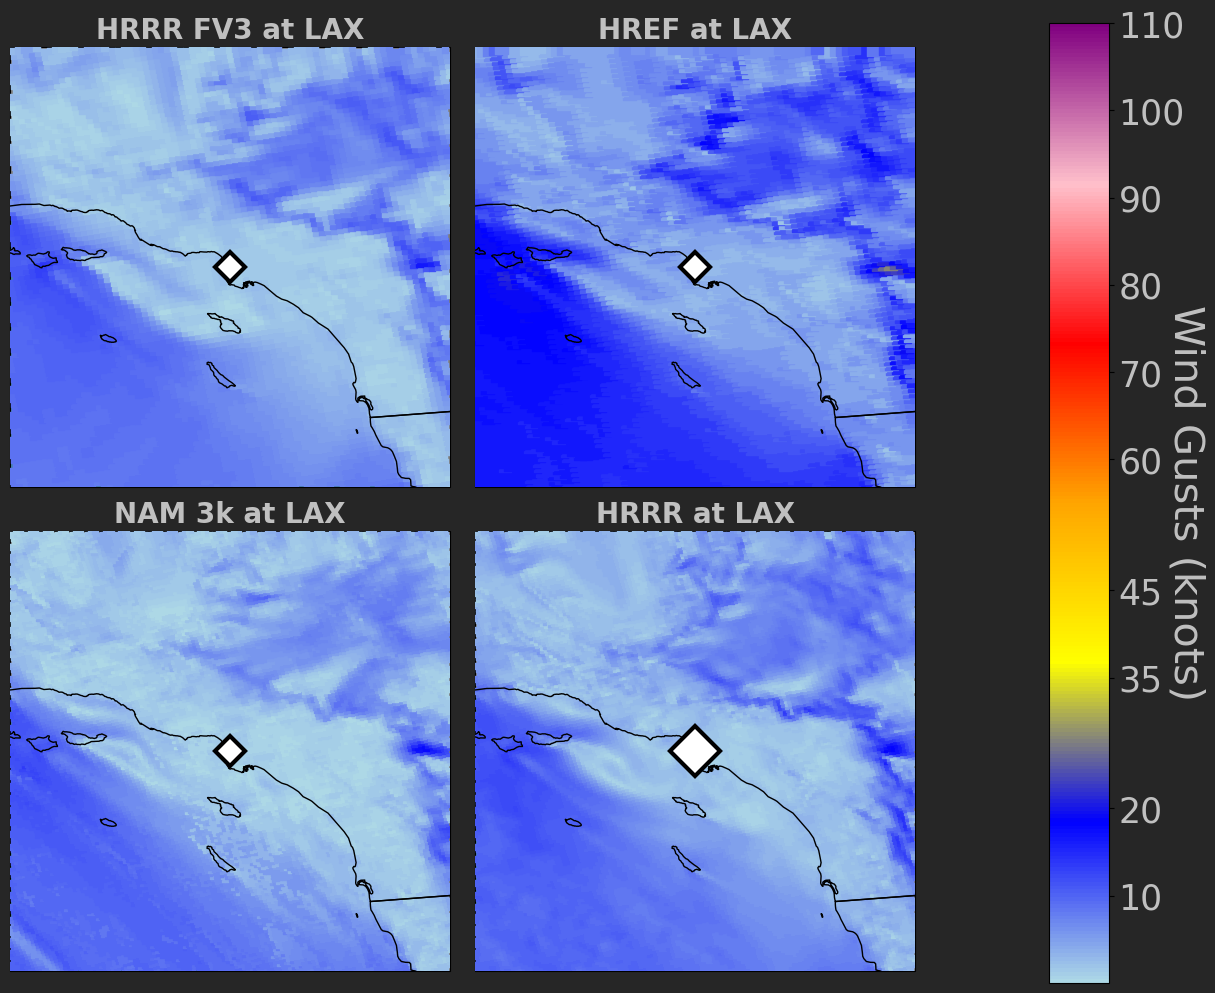 HRRR FV3 at LAX
HREF at LAX
NAM 3k at LAX
HRRR at LAX
110
100
90
80
70
60
45
35
20
10
Wind Gusts (knots)